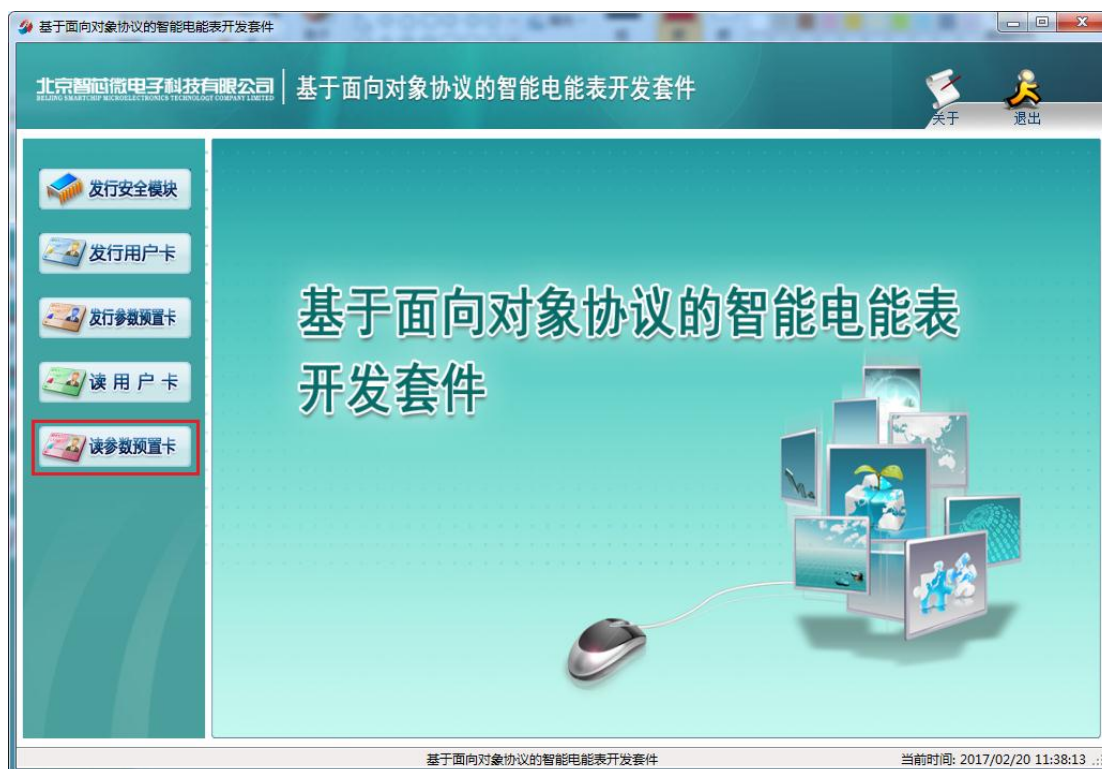 基于面向对象协议的智能电能表开发套件
北京智芯微电子科技有限公司
BEIJING SMARTCHIP MICROELECTRONICS TECHNOLOGY COMPANY LIMITED
基于面向对象协议的智能电能表开发套件
关于
退出
发行安全模块
发行用户卡
发行参数预置卡
读用户卡
读参数预置卡
基于面向对象协议的智能电能表
开发套件
基于面向对象协议的智能电能表开发套件
当前时间: 2017/02/20 11:38:13